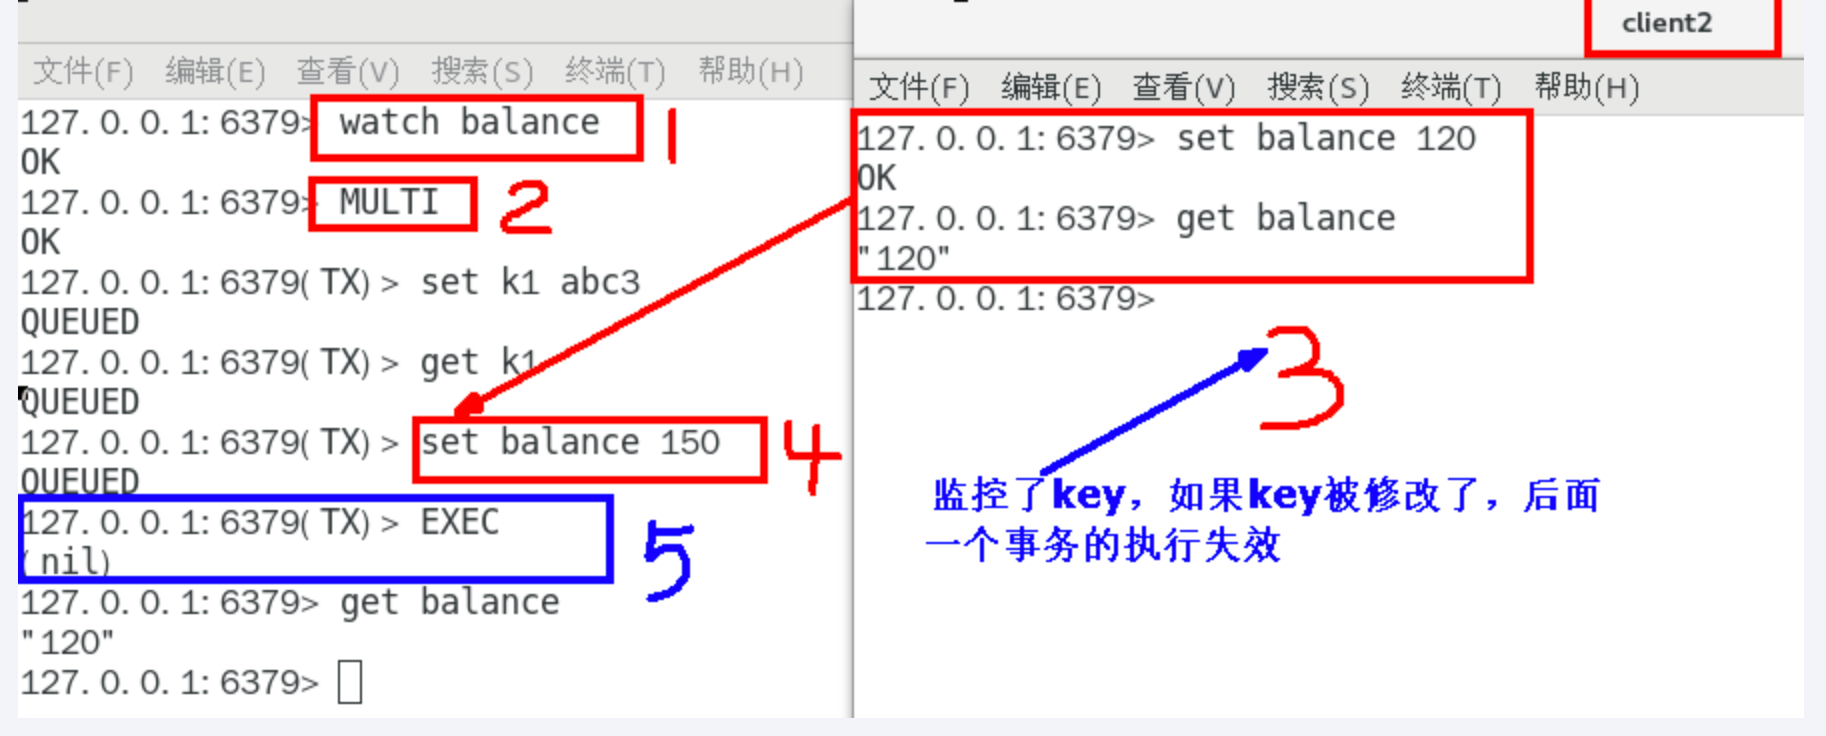 文件(F) 编辑(E) 查看(V) 搜索(S) 终端(T) 帮助(H)
127.0.0.1:6379> watch balance
1
OK
127.0.0.1:6379> MULTI
2
OK
127.0.0.1:6379(TX)> set k1 abc3
QUEUED
127.0.0.1:6379(TX)> get k1
QUEUED
127.0.0.1:6379(TX)> set balance 150
4
QUEUED
127.0.0.1:6379(TX)> EXEC
(nil)
5
127.0.0.1:6379> get balance
"120"
127.0.0.1:6379>
client2
文件(F) 编辑(E) 查看(V) 搜索(S) 终端(T) 帮助(H)
127.0.0.1:6379> set balance 120
OK
127.0.0.1:6379> get balance
"120"
127.0.0.1:6379>
3
监控了key，如果key被修改了，后面
一个事务的执行失效